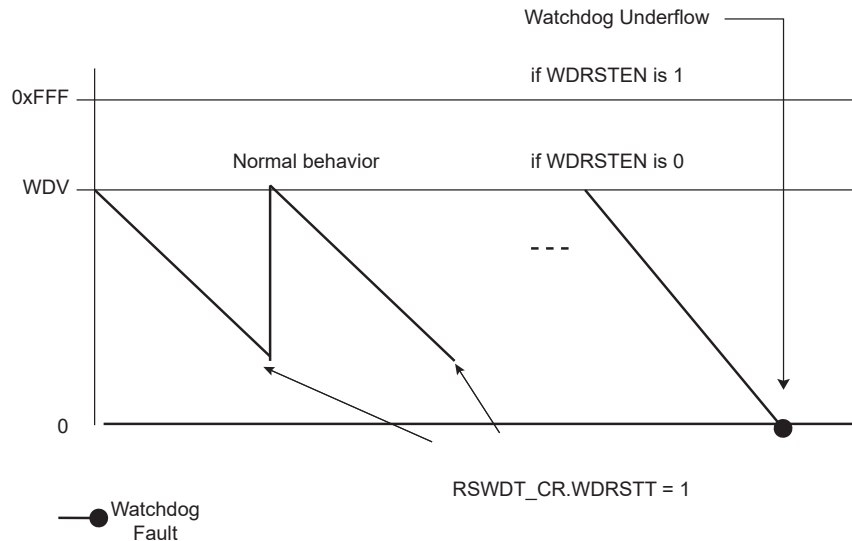 Watchdog Underflow
if WDRSTEN is 1
0xFFF
Normal behavior
if WDRSTEN is 0
WDV
0
RSWDT_CR.WDRSTT = 1
Watchdog
Fault